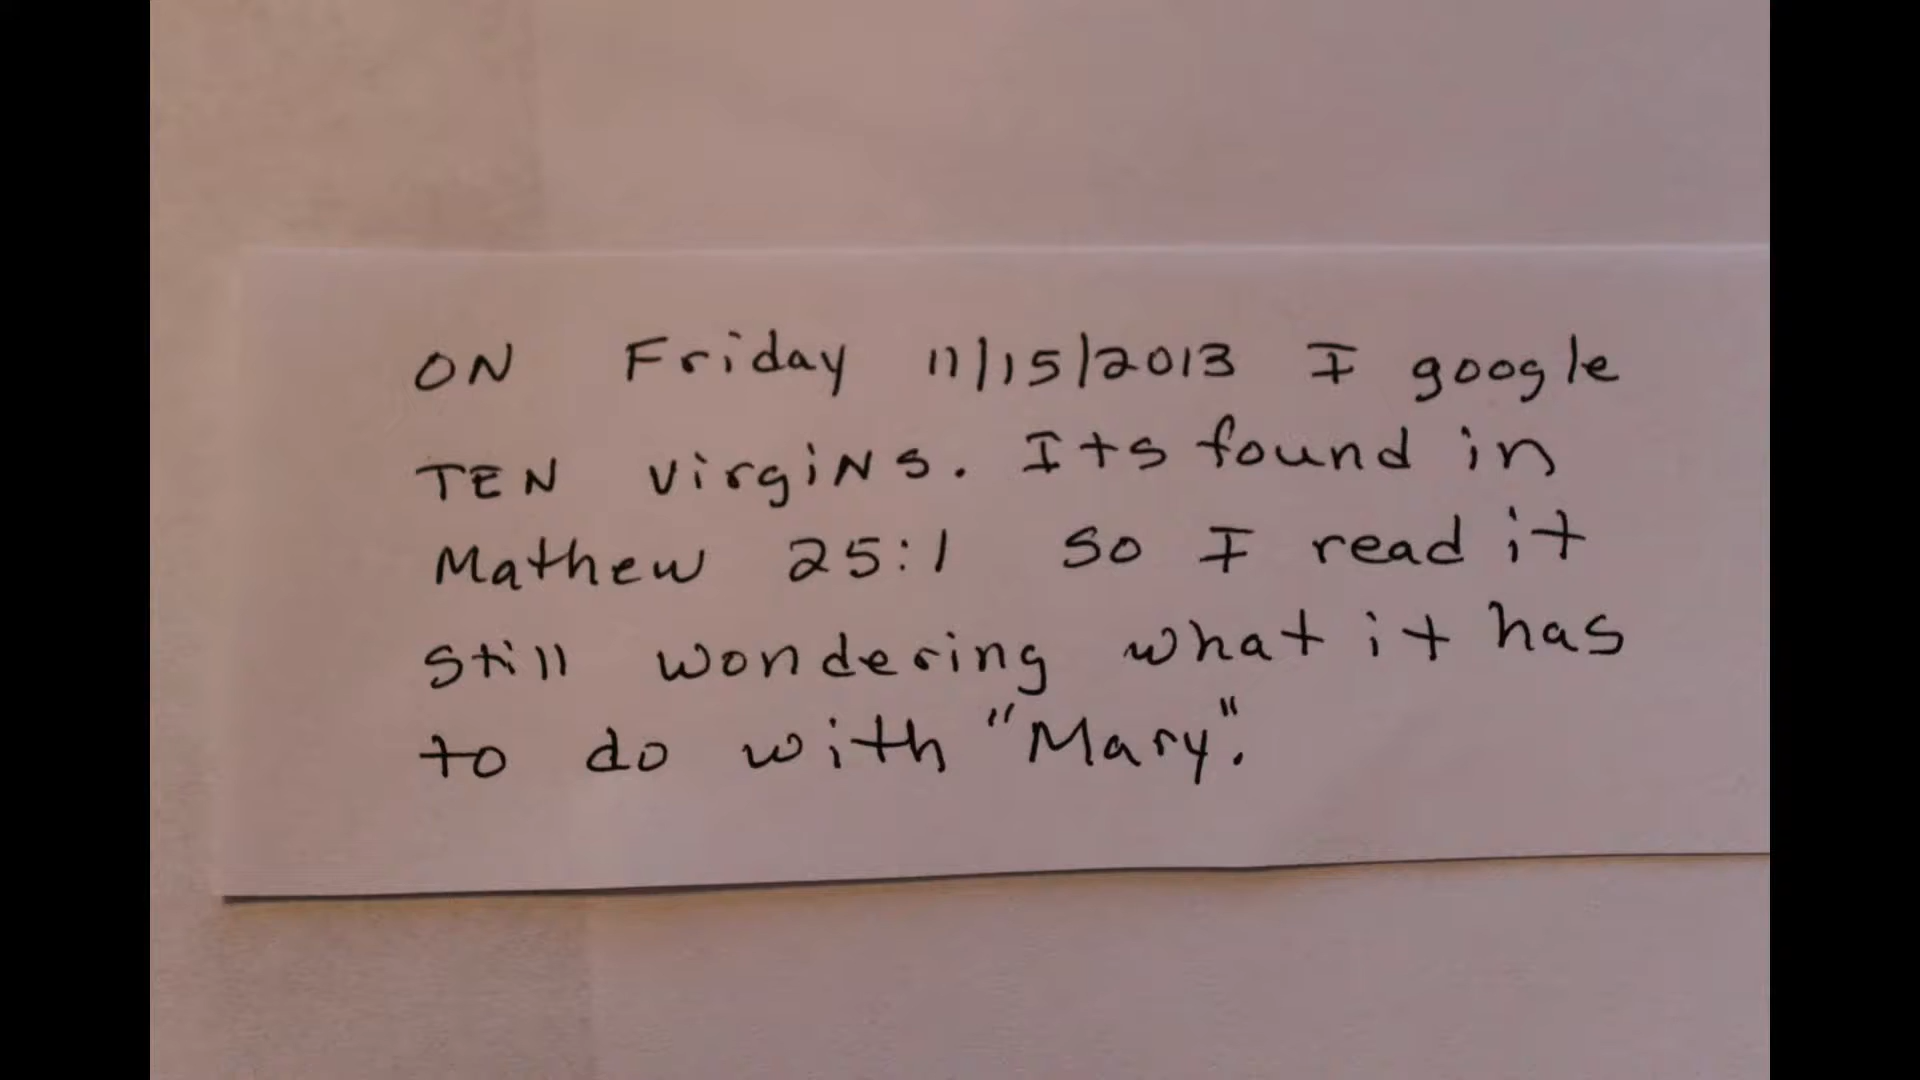 ON Friday 11/15/2013 I google
TEN virgiNs. Its found in
Mathew 25:1 so I read it
still wondering what it has
to do with "Mary".